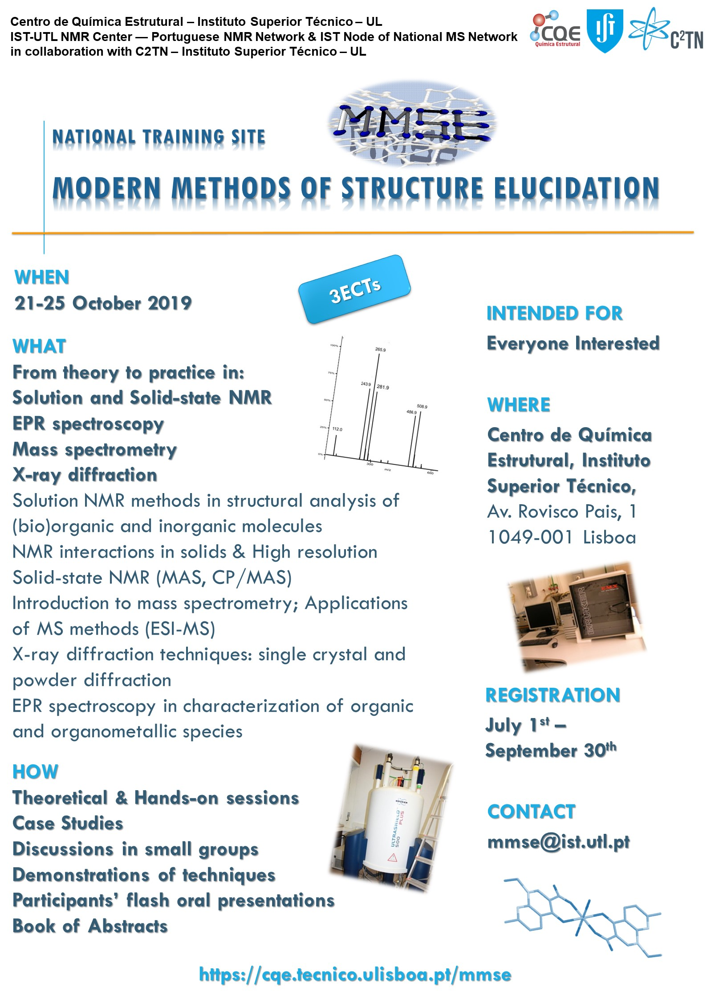 Centro de Química Estrutural – Instituto Superior Técnico – UL
IST-UTL NMR Center — Portuguese NMR Network & IST Node of National MS Network
in collaboration with C2TN – Instituto Superior Técnico – UL
CQE
Química Estrutural
IST
C²TN
MMSE
NATIONAL TRAINING SITE
MODERN METHODS OF STRUCTURE ELUCIDATION
WHEN
21-25 October 2019
3ECTs
WHAT
From theory to practice in:
Solution and Solid-state NMR
EPR spectroscopy
Mass spectrometry
X-ray diffraction
Solution NMR methods in structural analysis of
(bio)organic and inorganic molecules
NMR interactions in solids & High resolution
Solid-state NMR (MAS, CP/MAS)
Introduction to mass spectrometry; Applications
of MS methods (ESI-MS)
X-ray diffraction techniques: single crystal and
powder diffraction
EPR spectroscopy in characterization of organic
and organometallic species
100%
75%
50%
25%
0%
112.0
243.9
265.9
281.9
486.9
508.9
300
m/z
600
HOW
Theoretical & Hands-on sessions
Case Studies
Discussions in small groups
Demonstrations of techniques
Participants’ flash oral presentations
Book of Abstracts
BRUKER
ULTRASHIELD
500 PLUS
INTENDED FOR
Everyone Interested
WHERE
Centro de Química
Estrutural, Instituto
Superior Técnico,
Av. Rovisco Pais, 1
1049-001 Lisboa
BRUKER
EMX
REGISTRATION
July 1st –
September 30th
CONTACT
mmse@ist.utl.pt
https://cqe.tecnico.ulisboa.pt/mmse